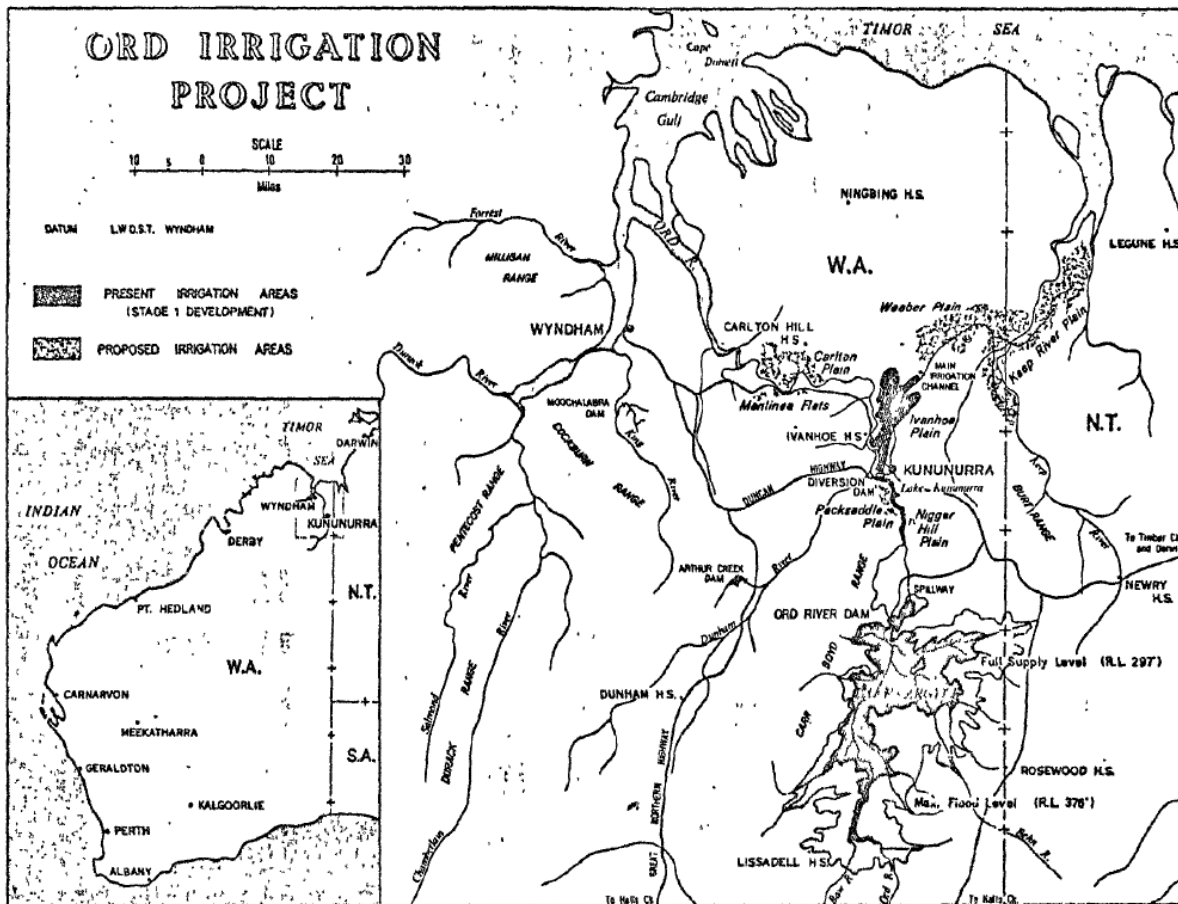 ORD IRRIGATION
PROJECT
SCALE
10 5 0 10 20 30
Miles
DATUM L.W.O.S.T. WYNDHAM
PRESENT IRRIGATION AREAS
(STAGE 1 DEVELOPMENT)
PROPOSED IRRIGATION AREAS
TIMOR SEA
Cape
Cambridge
Gulf
NINGBING H.S.
LEGUNE H.S.
Forrest
River
ORD R.
MILLIGAN
RANGE
W.A.
Weaber Plain
WYNDHAM
CARLTON HILL
H.S.
Carlton
Plain
MAIN
IRRIGATION
CHANNEL
Keep River Plain
Durack
River
MOOCHALABRA
DAM
King
River
Mantinea Flats
Ivanhoe
Plain
N.T.
IVANHOE H.S.
COCKBURN
RANGE
KUNUNURRA
DUNCAN
HIGHWAY
DIVERSION
DAM
Lake Kununurra
Packsaddle
Plain
Nigger
Hill
Plain
Keep
River
BURT RANGE
To Timber Ck.
and Darwin
PENTECOST RANGE
River
ARTHUR CREEK
DAM
River
RANGE
SPILLWAY
NEWRY
H.S.
ORD RIVER DAM
Dunham
River
BOYD
Full Supply Level (R.L. 297')
DUNHAM H.S.
CARR
Salmond
DURACK
RANGE
ROSEWOOD H.S.
Max. Flood Level (R.L. 376')
GREAT
NORTHERN
HIGHWAY
Behn R.
LISSADELL H.S.
Chamberlain
Bow R.
Ord R.
To Halls Ck.
To Halls Ck.
TIMOR
SEA
DARWIN
INDIAN
OCEAN
WYNDHAM
KUNUNURRA
DERBY
N.T.
PT. HEDLAND
W.A.
CARNARVON
MEEKATHARRA
S.A.
GERALDTON
KALGOORLIE
PERTH
ALBANY